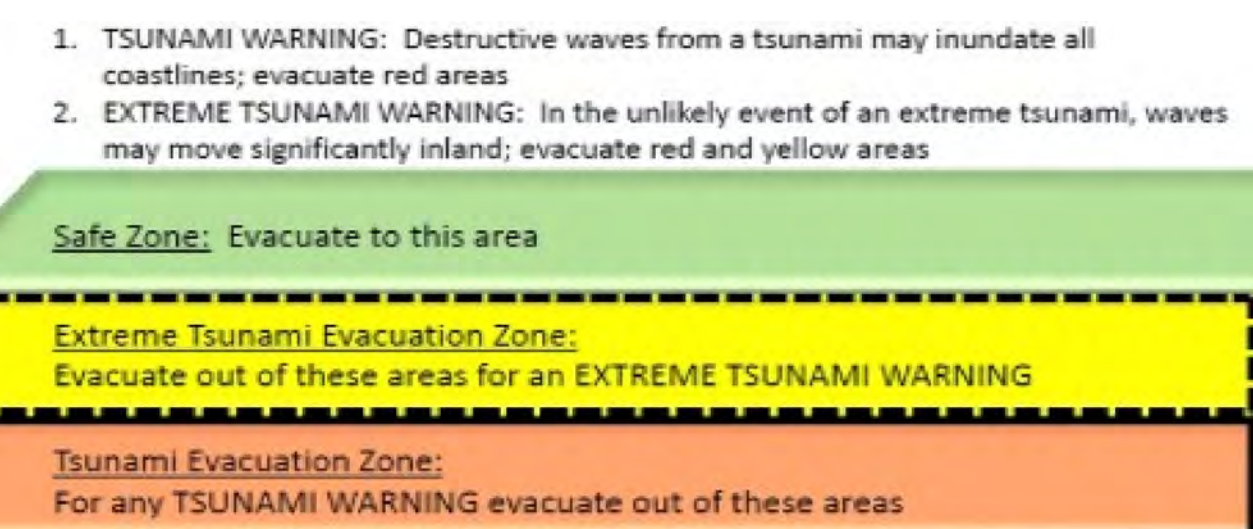 1. TSUNAMI WARNING: Destructive waves from a tsunami may inundate all
coastlines; evacuate red areas
2. EXTREME TSUNAMI WARNING: In the unlikely event of an extreme tsunami, waves
may move significantly inland; evacuate red and yellow areas
Safe Zone: Evacuate to this area
Extreme Tsunami Evacuation Zone:
Evacuate out of these areas for an EXTREME TSUNAMI WARNING
Tsunami Evacuation Zone:
For any TSUNAMI WARNING evacuate out of these areas